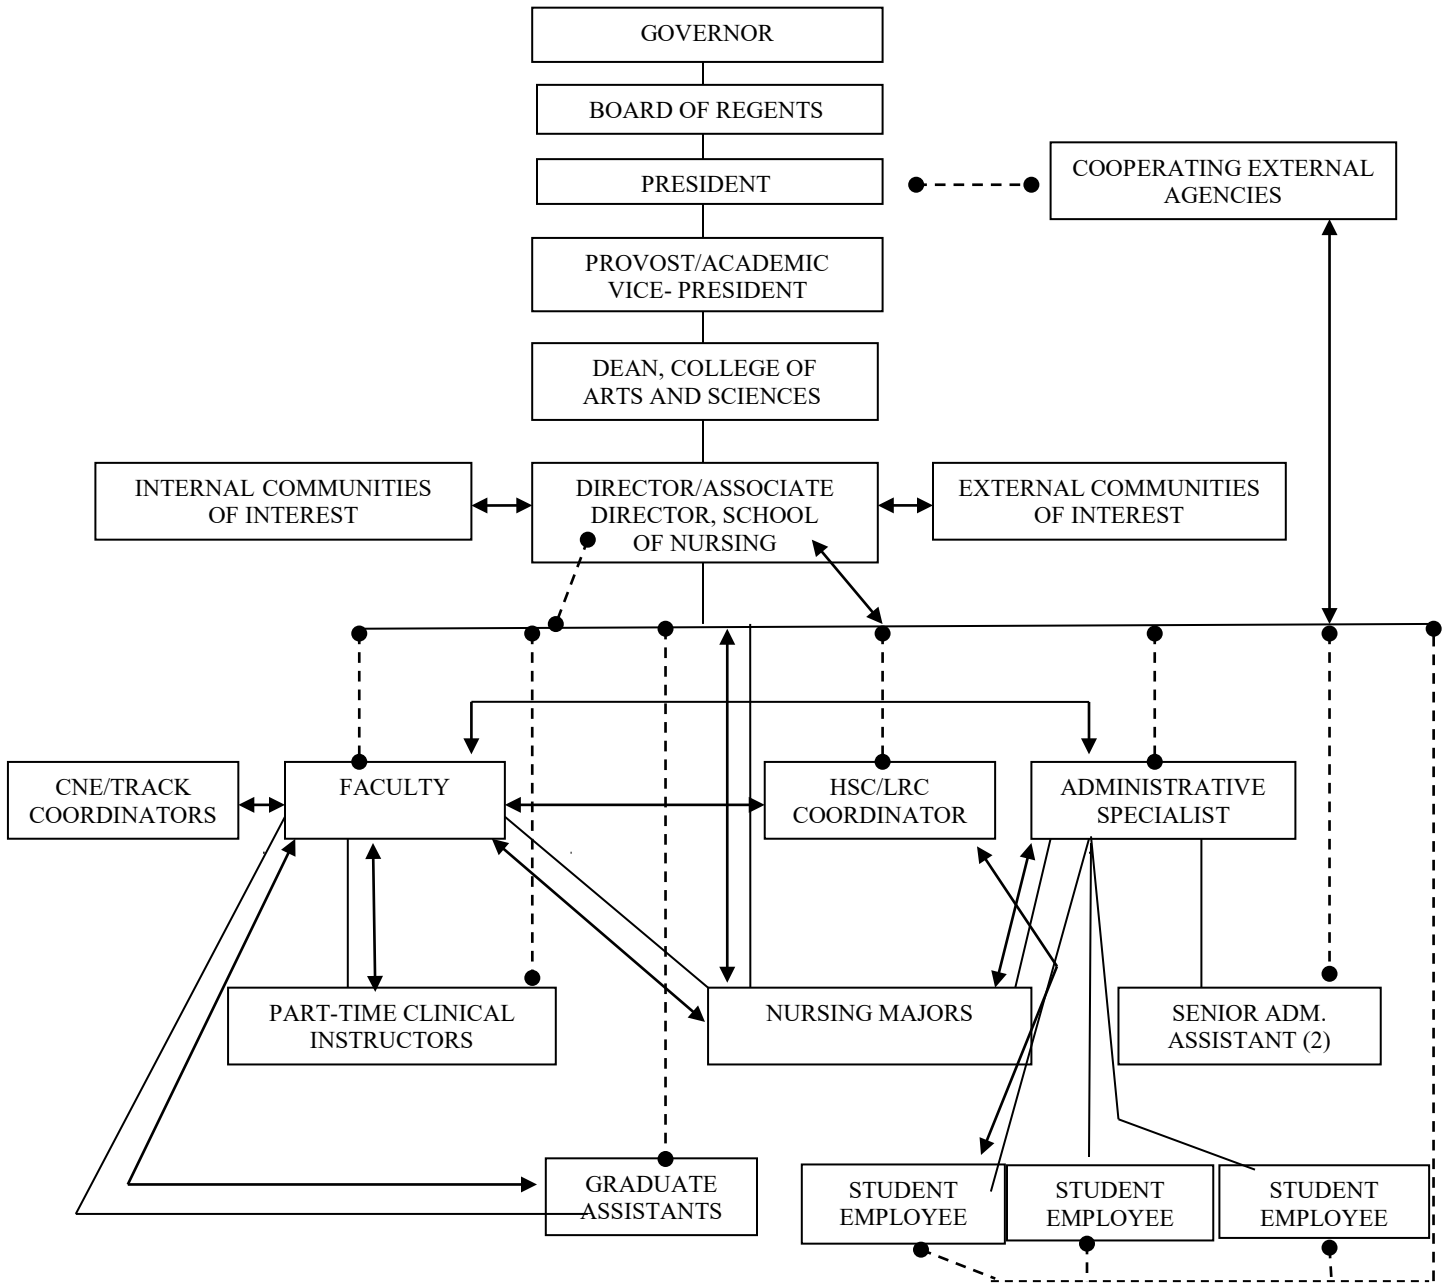 GOVERNOR
BOARD OF REGENTS
PRESIDENT
COOPERATING EXTERNAL
AGENCIES
PROVOST/ACADEMIC
VICE- PRESIDENT
DEAN, COLLEGE OF
ARTS AND SCIENCES
INTERNAL COMMUNITIES
OF INTEREST
DIRECTOR/ASSOCIATE
DIRECTOR, SCHOOL
OF NURSING
EXTERNAL COMMUNITIES
OF INTEREST
CNE/TRACK
COORDINATORS
FACULTY
HSC/LRC
COORDINATOR
ADMINISTRATIVE
SPECIALIST
PART-TIME CLINICAL
INSTRUCTORS
NURSING MAJORS
SENIOR ADM.
ASSISTANT (2)
GRADUATE
ASSISTANTS
STUDENT
EMPLOYEE
STUDENT
EMPLOYEE
STUDENT
EMPLOYEE